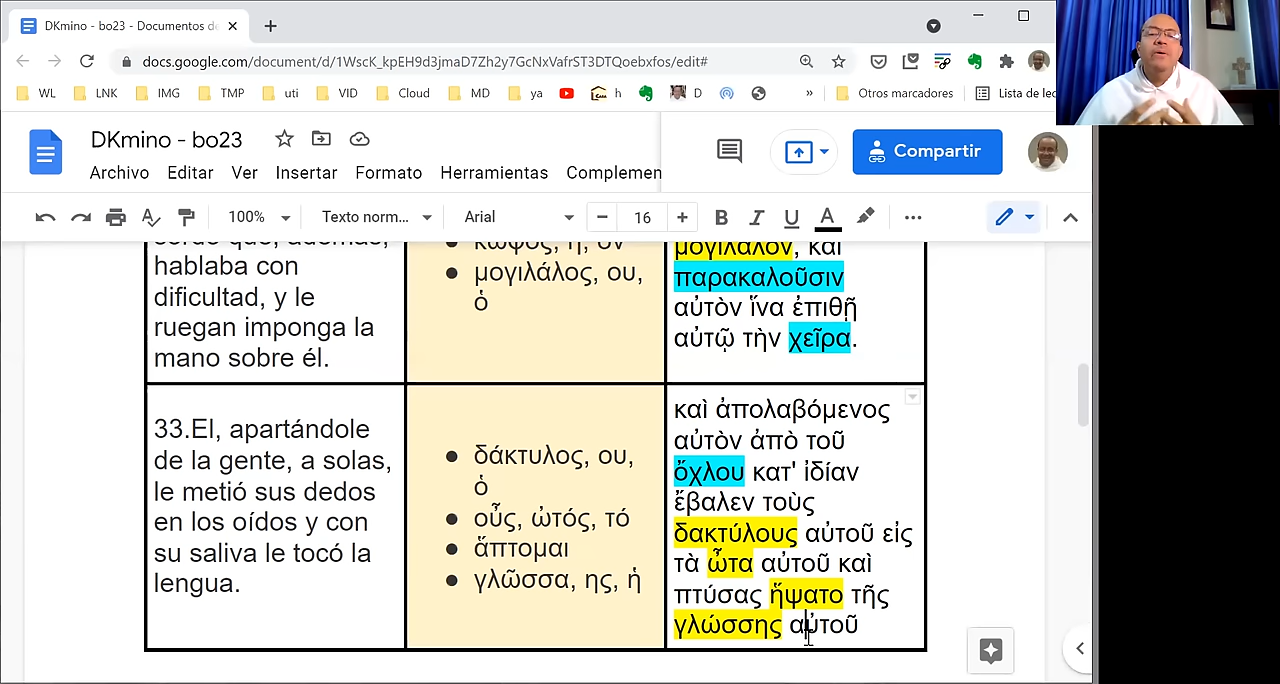 DKmino - bo23 - Documentos de
docs.google.com/document/d/1WscK_kpEH9d3jmaD7Zh2y7GcNxVafrST3DTQoebxfos/edit#
WL LNK IMG TMP uti VID Cloud MD ya h D » Otros marcadores Lista de lec
DKmino - bo23
Archivo Editar Ver Insertar Formato Herramientas Complemen
Compartir
100% Texto norm... Arial 16 B I U A
sordo que, además,
hablaba con
dificultad, y le
ruegan imponga la
mano sobre él.
κωφός, ή, όν
μογιλάλος, ου,
ὁ
μογιλάλον, καὶ
παρακαλοῦσιν
αὐτὸν ἵνα ἐπιθῇ
αὐτῷ τὴν χεῖρα.
33.El, apartándole
de la gente, a solas,
le metió sus dedos
en los oídos y con
su saliva le tocó la
lengua.
δάκτυλος, ου,
ὁ
οὖς, ὠτός, τό
ἅπτομαι
γλῶσσα, ης, ἡ
καὶ ἀπολαβόμενος
αὐτὸν ἀπὸ τοῦ
ὄχλου κατ' ἰδίαν
ἔβαλεν τοὺς
δακτύλους αὐτοῦ εἰς
τὰ ὦτα αὐτοῦ καὶ
πτύσας ἥψατο τῆς
γλώσσης αὐτοῦ